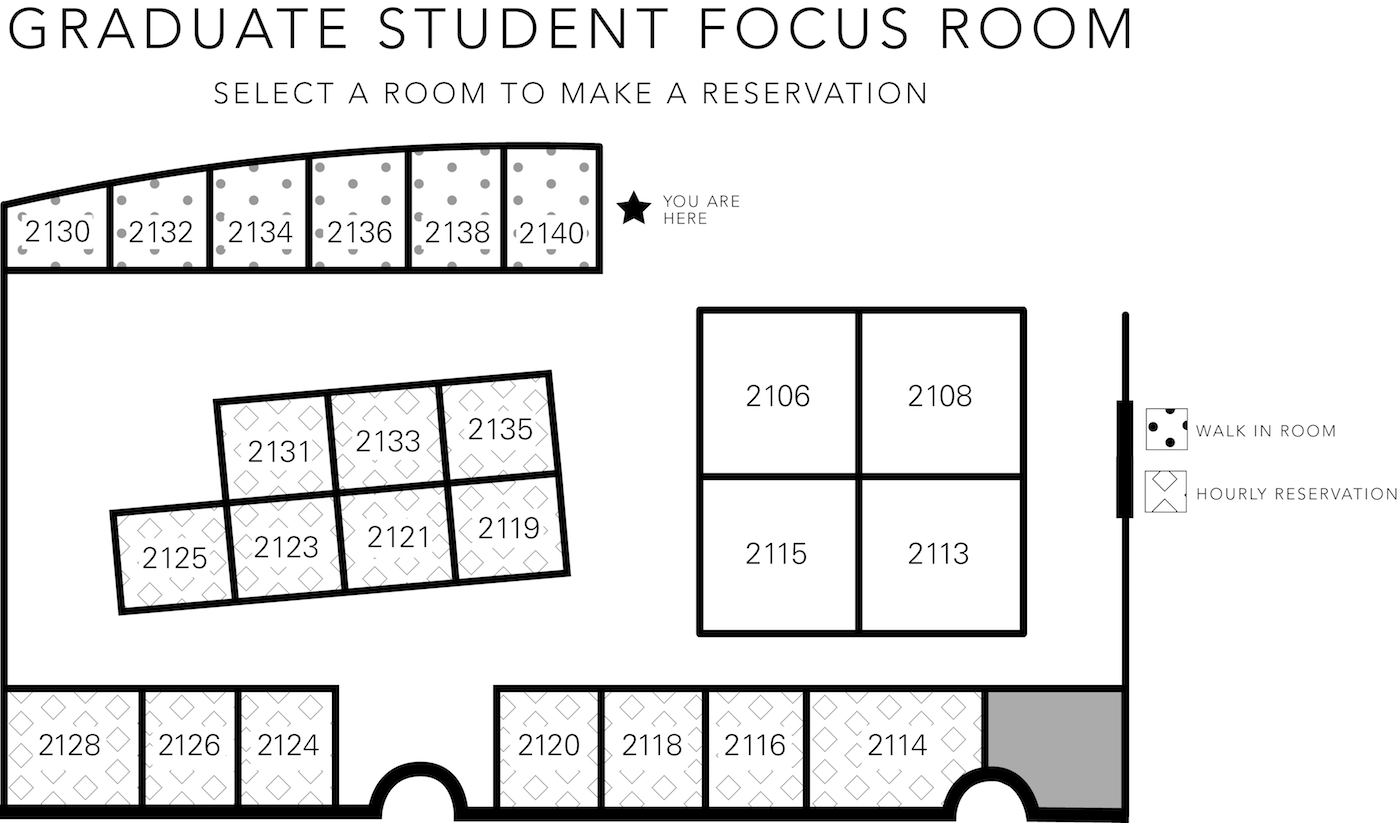 GRADUATE STUDENT FOCUS ROOM
SELECT A ROOM TO MAKE A RESERVATION
YOU ARE
HERE
2130 2132 2134 2136 2138 2140
2106 2108
2131 2133 2135
WALK IN ROOM
HOURLY RESERVATION
2125 2123 2121 2119
2115 2113
2128 2126 2124 2120 2118 2116 2114